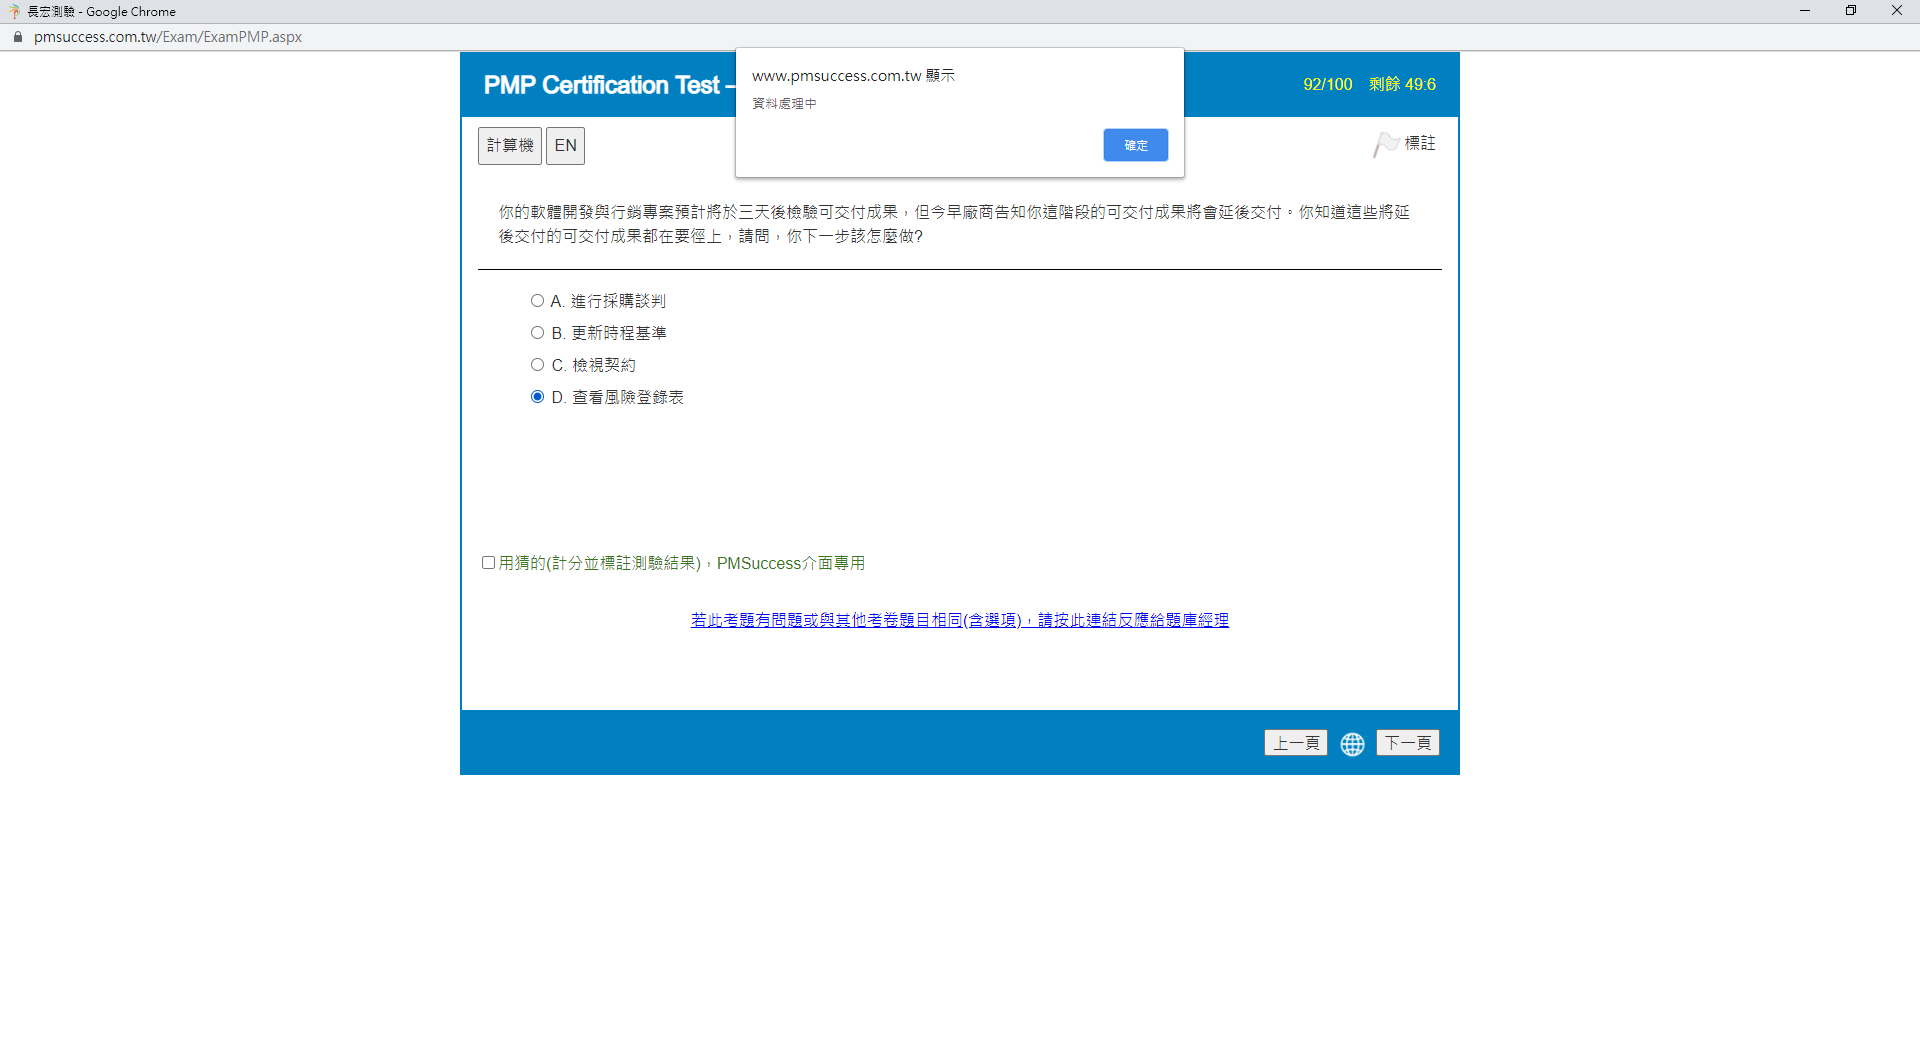 長宏測驗 - Google Chrome
pmsuccess.com.tw/Exam/ExamPMP.aspx
www.pmsuccess.com.tw 顯示
資料處理中
確定
PMP Certification Test –
92/100 剩餘 49:6
計算機 EN
標註
你的軟體開發與行銷專案預計將於三天後檢驗可交付成果，但今早廠商告知你這階段的可交付成果將會延後交付。你知道這些將延
後交付的可交付成果都在要徑上，請問，你下一步該怎麼做?
A. 進行採購談判
B. 更新時程基準
C. 檢視契約
D. 查看風險登錄表
用猜的(計分並標註測驗結果)，PMSuccess介面專用
若此考題有問題或與其他考卷題目相同(含選項)，請按此連結反應給題庫經理
上一頁 下一頁